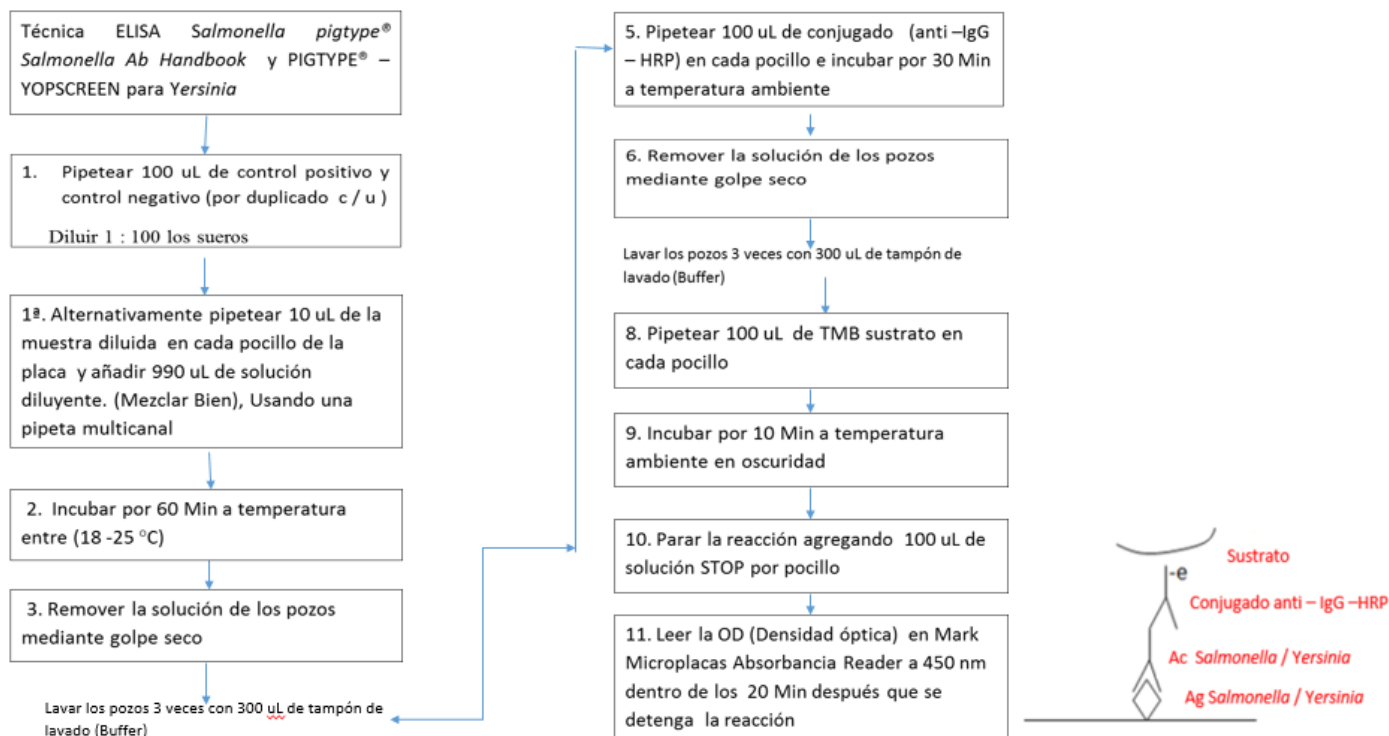 Técnica ELISA Salmonella pigtype®
Salmonella Ab Handbook y PIGTYPE® –
YOPSCREEN para Yersinia
1. Pipetear 100 uL de control positivo y
control negativo (por duplicado c / u )
Diluir 1 : 100 los sueros
1ª. Alternativamente pipetear 10 uL de la
muestra diluida en cada pocillo de la
placa y añadir 990 uL de solución
diluyente. (Mezclar Bien), Usando una
pipeta multicanal
2. Incubar por 60 Min a temperatura
entre (18 -25 °C)
3. Remover la solución de los pozos
mediante golpe seco
Lavar los pozos 3 veces con 300 uL de tampón de
lavado (Buffer)
5. Pipetear 100 uL de conjugado (anti –IgG
– HRP) en cada pocillo e incubar por 30 Min
a temperatura ambiente
6. Remover la solución de los pozos
mediante golpe seco
Lavar los pozos 3 veces con 300 uL de tampón de
lavado (Buffer)
8. Pipetear 100 uL de TMB sustrato en
cada pocillo
9. Incubar por 10 Min a temperatura
ambiente en oscuridad
10. Parar la reacción agregando 100 uL de
solución STOP por pocillo
11. Leer la OD (Densidad óptica) en Mark
Microplacas Absorbancia Reader a 450 nm
dentro de los 20 Min después que se
detenga la reacción
Sustrato
-e
Conjugado anti – IgG –HRP
Ac Salmonella / Yersinia
Ag Salmonella / Yersinia